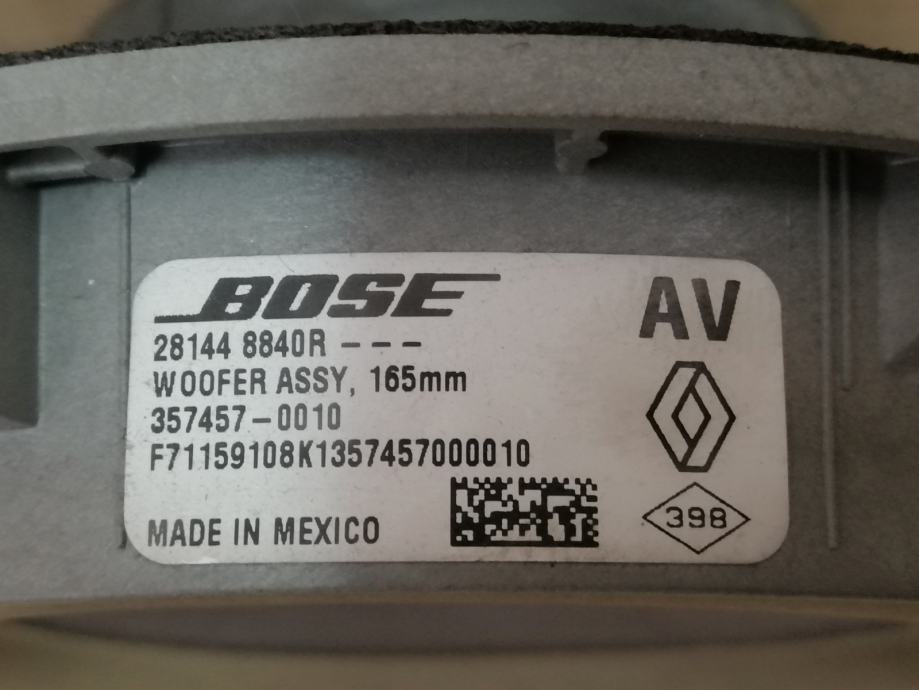 BOSE
AV
28144 8840R ---
WOOFER ASSY, 165mm
357457-0010
F71159108K1357457000010
MADE IN MEXICO
398